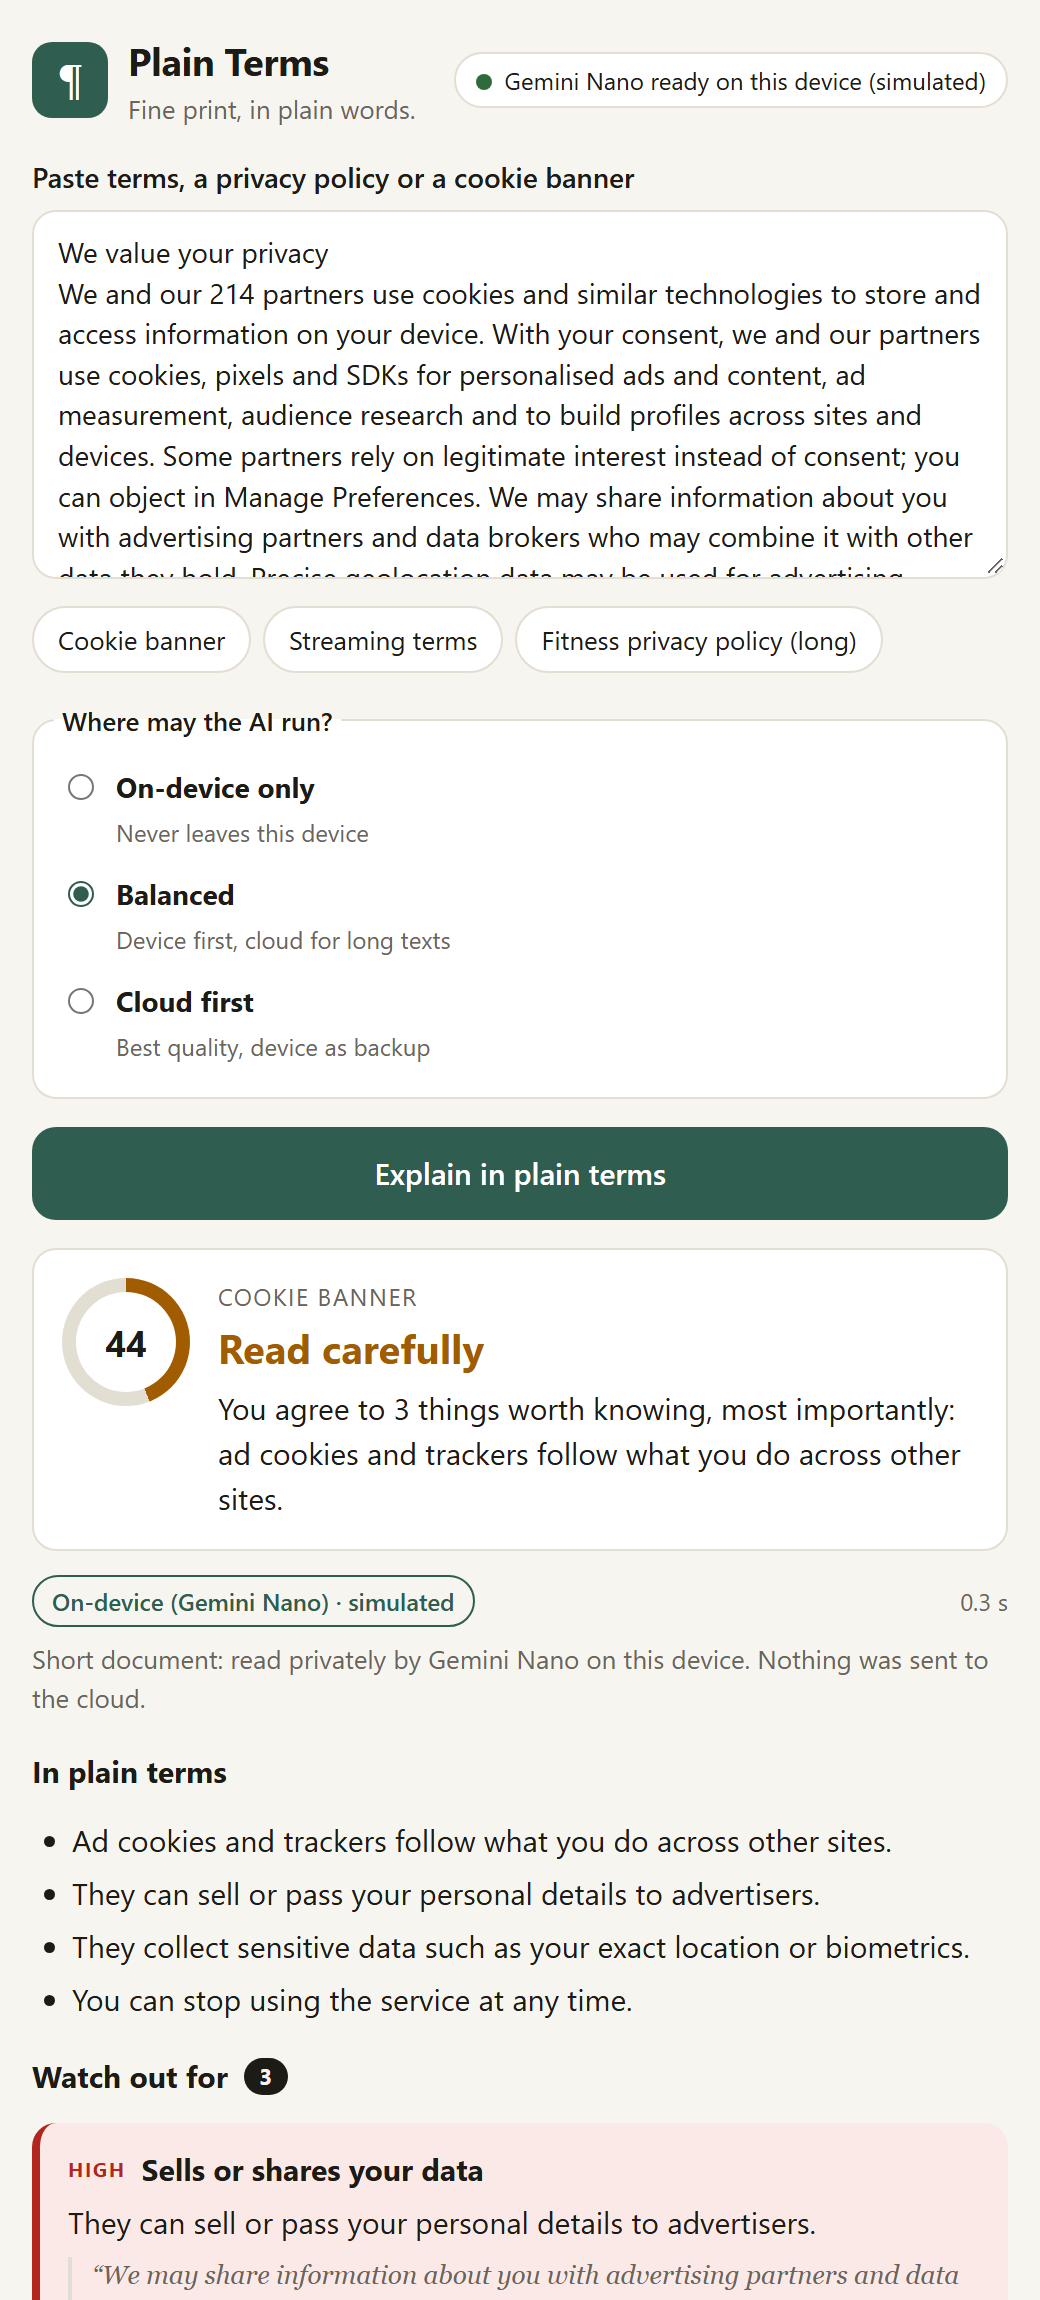 ¶
Plain Terms
Fine print, in plain words.
Gemini Nano ready on this device (simulated)
Paste terms, a privacy policy or a cookie banner
We value your privacy
We and our 214 partners use cookies and similar technologies to store and
access information on your device. With your consent, we and our partners
use cookies, pixels and SDKs for personalised ads and content, ad
measurement, audience research and to build profiles across sites and
devices. Some partners rely on legitimate interest instead of consent; you
can object in Manage Preferences. We may share information about you
with advertising partners and data brokers who may combine it with other
data they hold. Precise geolocation data may be used for advertising.
Cookie banner
Streaming terms
Fitness privacy policy (long)
Where may the AI run?
On-device only
Never leaves this device
Balanced
Device first, cloud for long texts
Cloud first
Best quality, device as backup
Explain in plain terms
44
COOKIE BANNER
Read carefully
You agree to 3 things worth knowing, most importantly:
ad cookies and trackers follow what you do across other
sites.
On-device (Gemini Nano) · simulated
0.3 s
Short document: read privately by Gemini Nano on this device. Nothing was sent to
the cloud.
In plain terms
• Ad cookies and trackers follow what you do across other sites.
• They can sell or pass your personal details to advertisers.
• They collect sensitive data such as your exact location or biometrics.
• You can stop using the service at any time.
Watch out for 3
HIGH Sells or shares your data
They can sell or pass your personal details to advertisers.
“We may share information about you with advertising partners and data